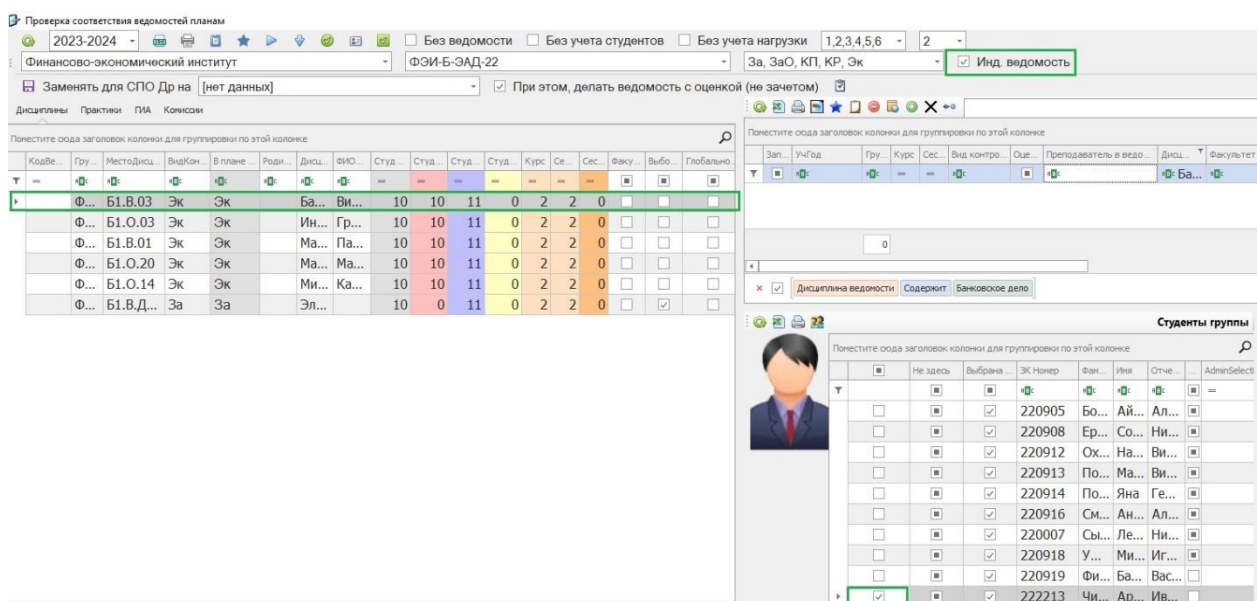 Проверка соответствия ведомостей планам
2023-2024 Без ведомости Без учета студентов Без учета нагрузки 1,2,3,4,5,6 2
Финансово-экономический институт ФЭИ-Б-ЭАД-22 За, ЗаО, КП, КР, Эк Инд. ведомость
Заменять для СПО Др на [нет данных] При этом, делать ведомость с оценкой (не зачетом)
Дисциплины Практики ГИА Комиссии
Поместите сюда заголовок колонки для группировки по этой колонке
КодВе... Гру... МестоДисц... ВидКон... В плане ... Роди... Дисц... ФИО... Студ... Студ... Студ... Студ... Курс Се... Сес... Факу... Выбо... Глобально...
Ф... Б1.В.03 Эк Эк Ба... Ви... 10 10 11 0 2 2 0
Ф... Б1.О.03 Эк Эк Ин... Гр... 10 10 11 0 2 2 0
Ф... Б1.В.01 Эк Эк Ма... Па... 10 10 11 0 2 2 0
Ф... Б1.О.20 Эк Эк Ма... Ма... 10 10 11 0 2 2 0
Ф... Б1.О.14 Эк Эк Ми... Ка... 10 10 11 0 2 2 0
Ф... Б1.В.Д... За За Эл... 10 0 11 0 2 2 0
Поместите сюда заголовок колонки для группировки по этой колонке
Зап... УчГод Гру... Курс Сес... Вид контро... Оце... Преподаватель в ведо... Дисц... Факультет
Ба...
0
Дисциплина ведомости Содержит Банковское дело
Студенты группы
Поместите сюда заголовок колонки для группировки по этой колонке
Не здесь Выбрана ... ЗК Номер Фам... Имя Отче... ... AdminSelecti
220905 Бо... Ай... Ал...
220908 Ер... Со... Ни...
220912 Ох... На... Ви...
220913 По... Ма... Ви...
220914 По... Яна Ге...
220916 См... Ан... Ал...
220007 Сы... Ле... Ни...
220918 У... Ми... Иг...
220919 Фи... Ба... Вас...
222213 Чи... Ар... Ив...